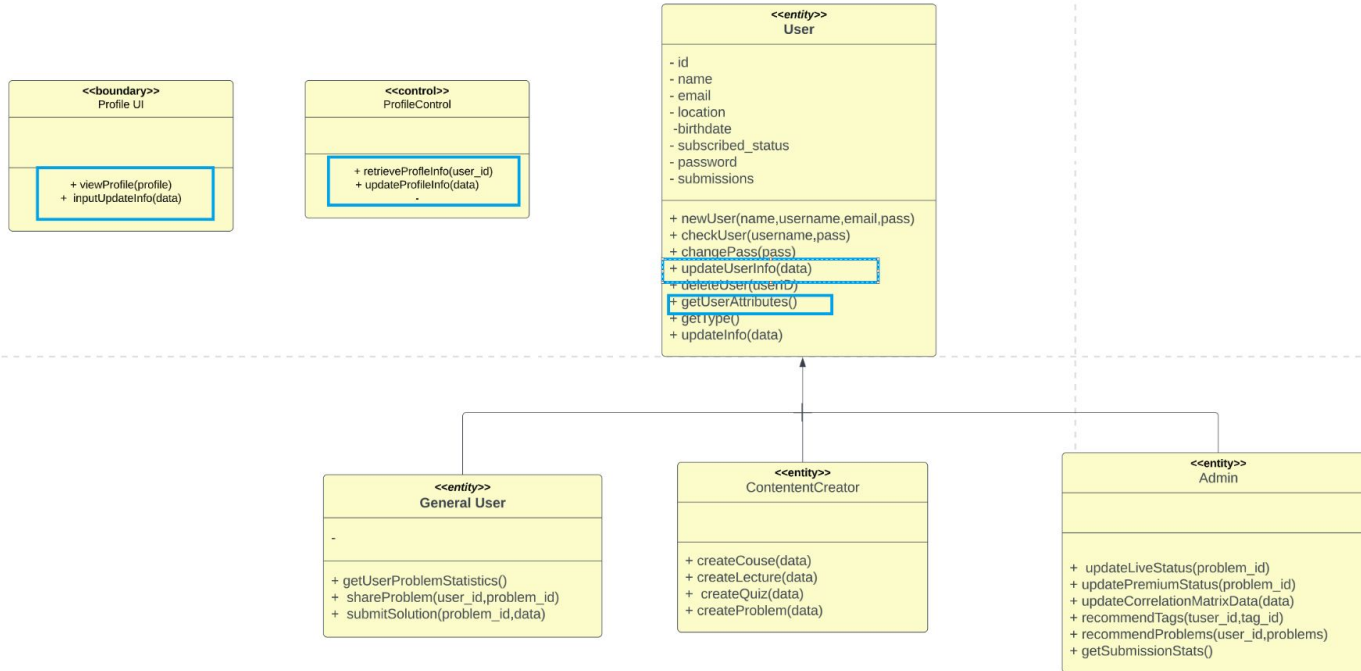 <<boundary>>
Profile UI
+ viewProfile(profile)
+ inputUpdateInfo(data)
<<control>>
ProfileControl
+ retrieveProfleInfo(user_id)
+ updateProfileInfo(data)
-
<<entity>>
User
- id
- name
- email
- location
-birthdate
- subscribed_status
- password
- submissions
+ newUser(name,username,email,pass)
+ checkUser(username,pass)
+ changePass(pass)
+ updateUserInfo(data)
+ deleteUser(userID)
+ getUserAttributes()
+ getType()
+ updateInfo(data)
<<entity>>
General User
-
+ getUserProblemStatistics()
+ shareProblem(user_id,problem_id)
+ submitSolution(problem_id,data)
<<entity>>
ContententCreator
+ createCouse(data)
+ createLecture(data)
+ createQuiz(data)
+ createProblem(data)
<<entity>>
Admin
+ updateLiveStatus(problem_id)
+ updatePremiumStatus(problem_id)
+ updateCorrelationMatrixData(data)
+ recommendTags(tuser_id,tag_id)
+ recommendProblems(user_id,problems)
+ getSubmissionStats()